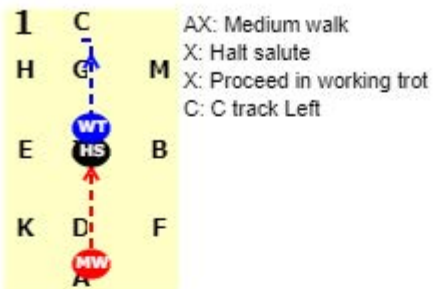 1 C
AX: Medium walk
X: Halt salute
H G M
X: Proceed in working trot
C: C track Left
WT
E HS B
K D F
MW
A